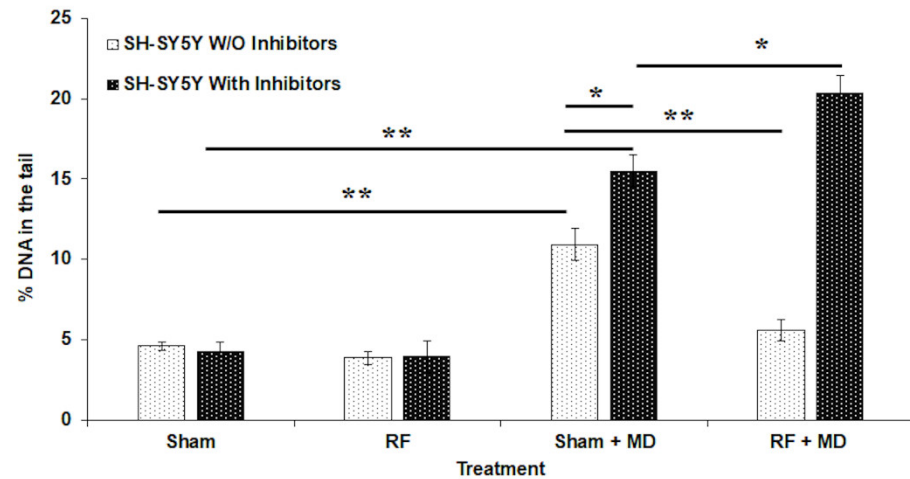 25
20
15
10
5
0
% DNA in the tail
SH-SY5Y W/O Inhibitors
SH-SY5Y With Inhibitors
*
*
**
**
**
Sham
RF
Sham + MD
RF + MD
Treatment